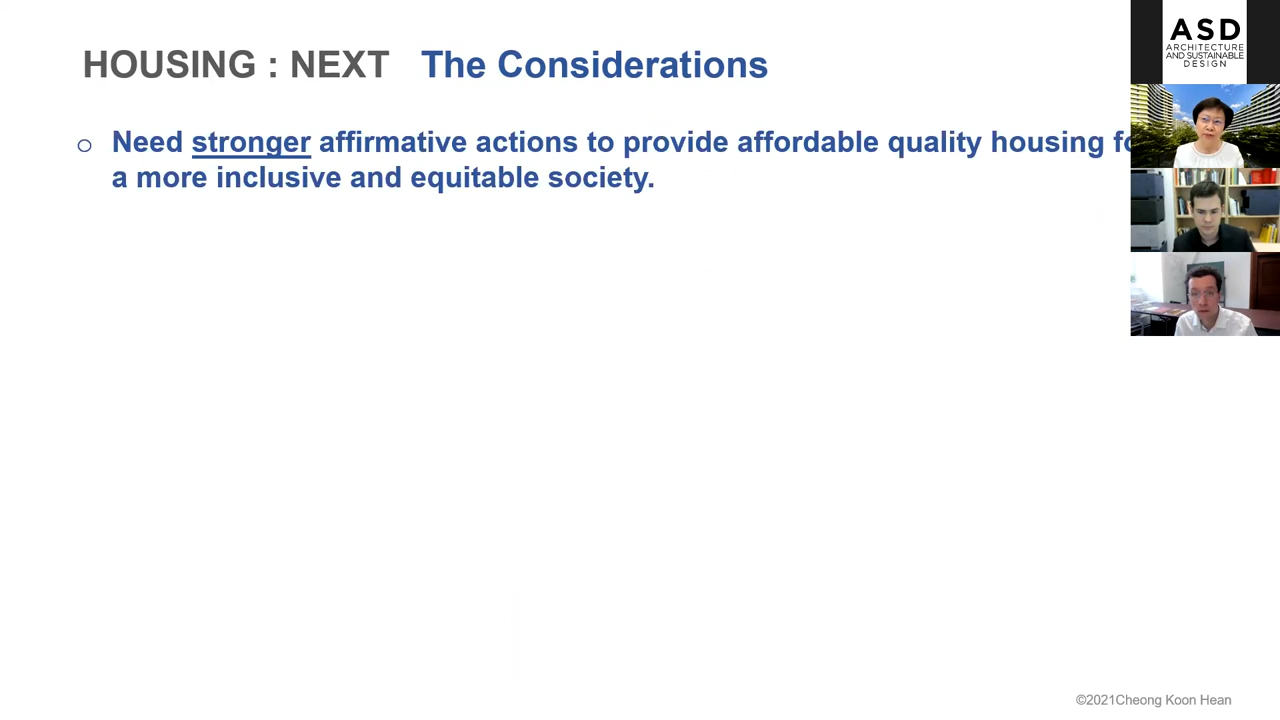 HOUSING : NEXT The Considerations
ASD
ARCHITECTURE
AND SUSTAINABLE
DESIGN
o Need stronger affirmative actions to provide affordable quality housing
a more inclusive and equitable society.
©2021Cheong Koon Hean